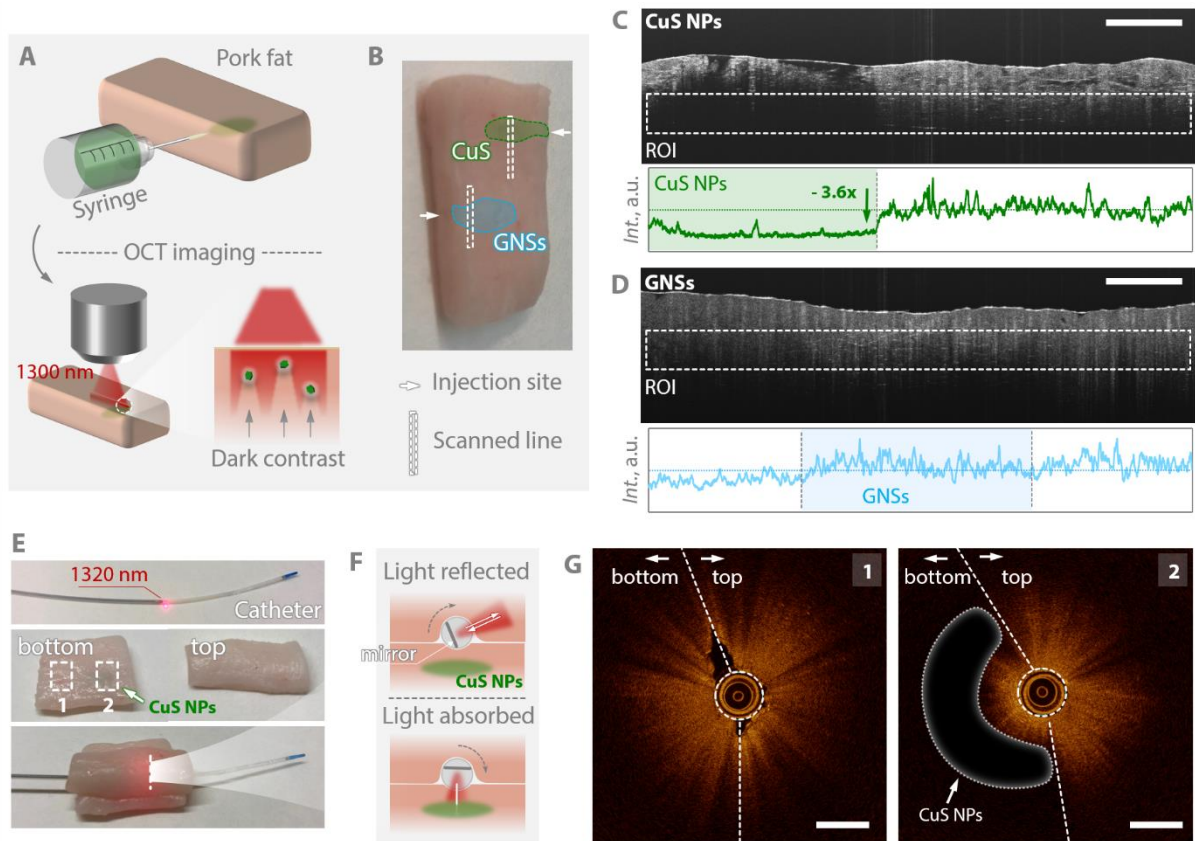 A
Pork fat
Syringe
OCT imaging
1300 nm
Dark contrast
B
CuS
GNSs
Injection site
Scanned line
C
CuS NPs
ROI
CuS NPs
- 3.6x
Int., a.u.
D
GNSs
ROI
Int., a.u.
GNSs
E
1320 nm
Catheter
bottom
top
1
2
CuS NPs
F
Light reflected
mirror
CuS NPs
Light absorbed
G
bottom
top
1
bottom
top
2
CuS NPs